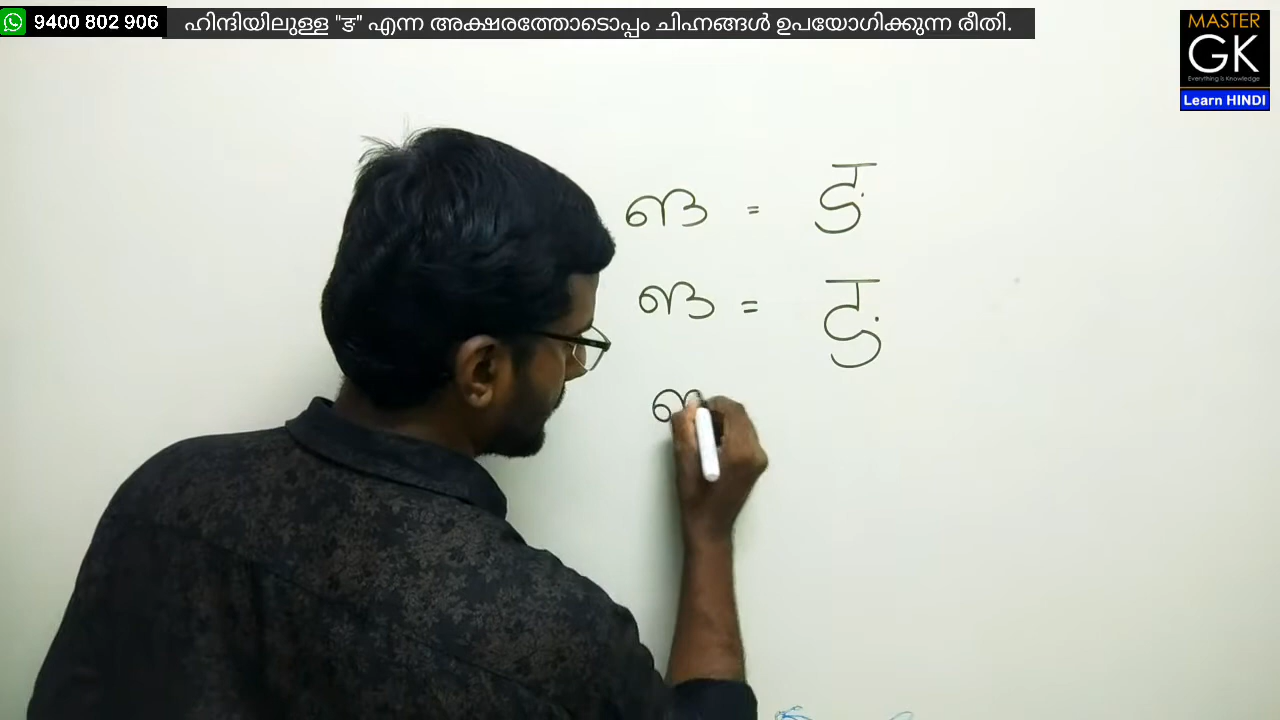 9400 802 906 ഹിന്ദിയിലുള്ള "ङ" എന്ന അക്ഷരത്തോടൊപ്പം ചിഹ്നങ്ങൾ ഉപയോഗിക്കുന്ന രീതി.
MASTER
GK
Everything is Knowledge
Learn HINDI
ങ = ङ
ങ = ङ